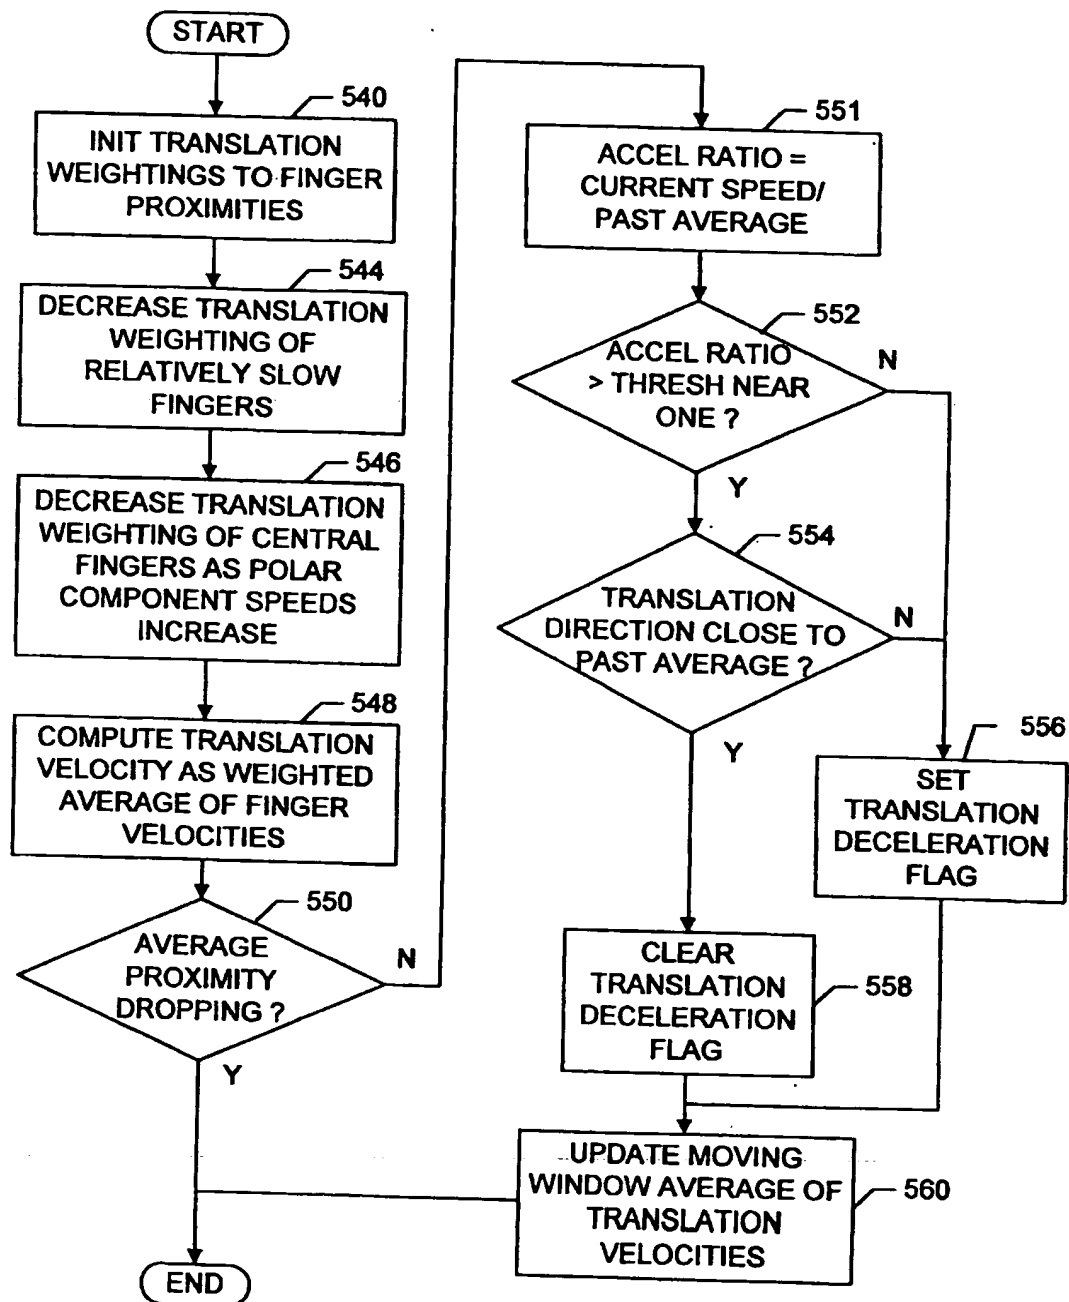 START
540
INIT TRANSLATION
WEIGHTINGS TO FINGER
PROXIMITIES
544
DECREASE TRANSLATION
WEIGHTING OF
RELATIVELY SLOW
FINGERS
546
DECREASE TRANSLATION
WEIGHTING OF CENTRAL
FINGERS AS POLAR
COMPONENT SPEEDS
INCREASE
548
COMPUTE TRANSLATION
VELOCITY AS WEIGHTED
AVERAGE OF FINGER
VELOCITIES
550
AVERAGE
PROXIMITY
DROPPING ?
N
Y
551
ACCEL RATIO =
CURRENT SPEED/
PAST AVERAGE
552
ACCEL RATIO
> THRESH NEAR
ONE ?
N
Y
554
TRANSLATION
DIRECTION CLOSE TO
PAST AVERAGE ?
N
Y
556
SET
TRANSLATION
DECELERATION
FLAG
CLEAR
TRANSLATION
DECELERATION
FLAG
558
UPDATE MOVING
WINDOW AVERAGE OF
TRANSLATION
VELOCITIES
560
END